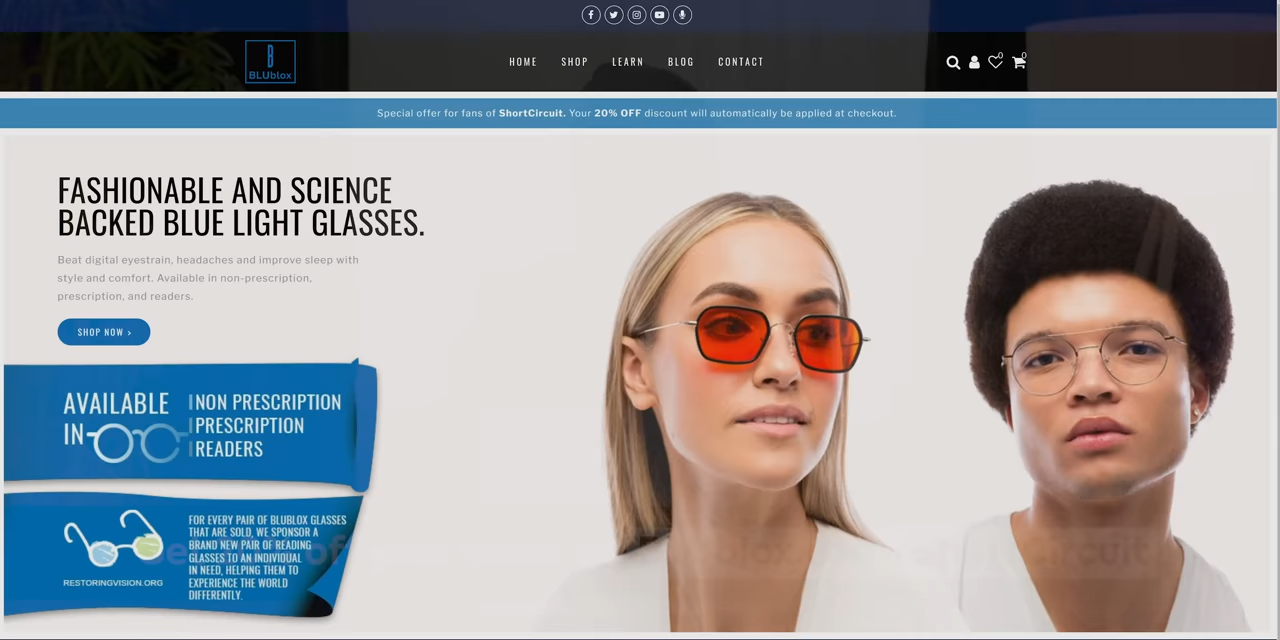 BLUblox
HOME SHOP LEARN BLOG CONTACT
0 0
Special offer for fans of ShortCircuit. Your 20% OFF discount will automatically be applied at checkout.
FASHIONABLE AND SCIENCE
BACKED BLUE LIGHT GLASSES.
Beat digital eyestrain, headaches and improve sleep with
style and comfort. Available in non-prescription,
prescription, and readers.
SHOP NOW >
AVAILABLE
IN
NON PRESCRIPTION
PRESCRIPTION
READERS
FOR EVERY PAIR OF BLUBLOX GLASSES
THAT ARE SOLD, WE SPONSOR A
BRAND NEW PAIR OF READING
GLASSES TO AN INDIVIDUAL
IN NEED, HELPING THEM TO
EXPERIENCE THE WORLD
DIFFERENTLY.
RESTORINGVISION.ORG